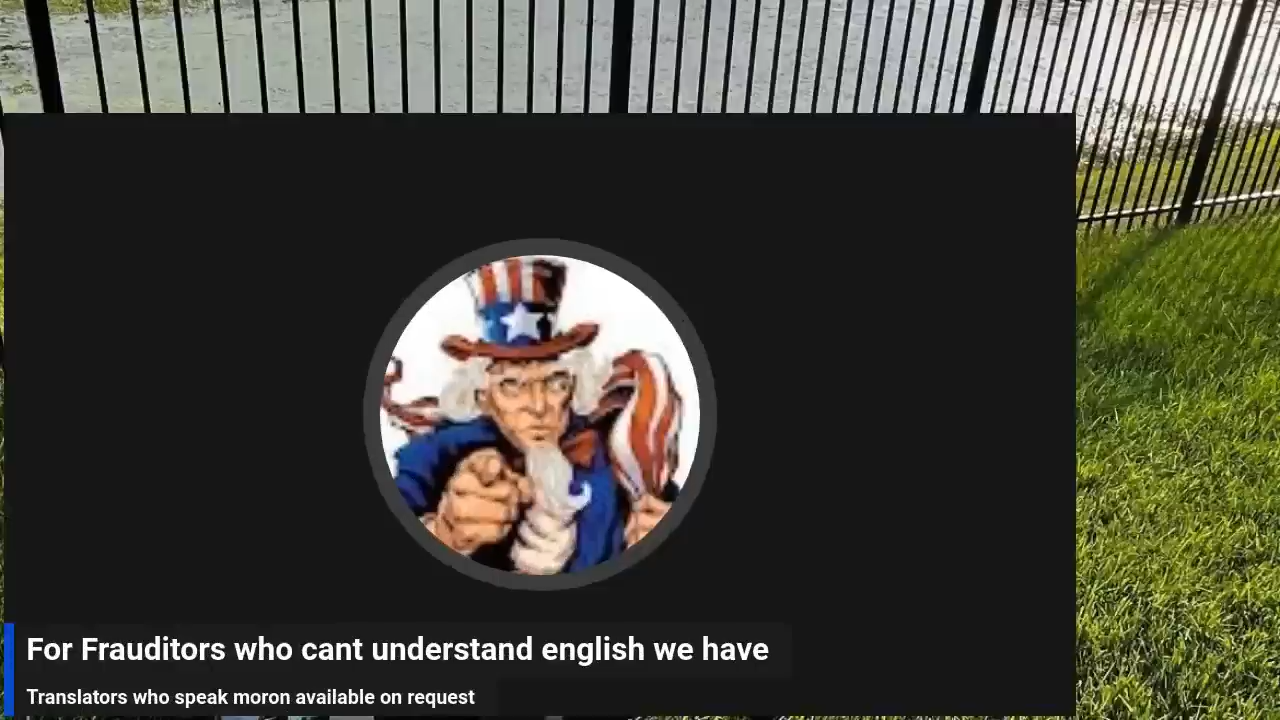 For Frauditors who cant understand english we have
Translators who speak moron available on request